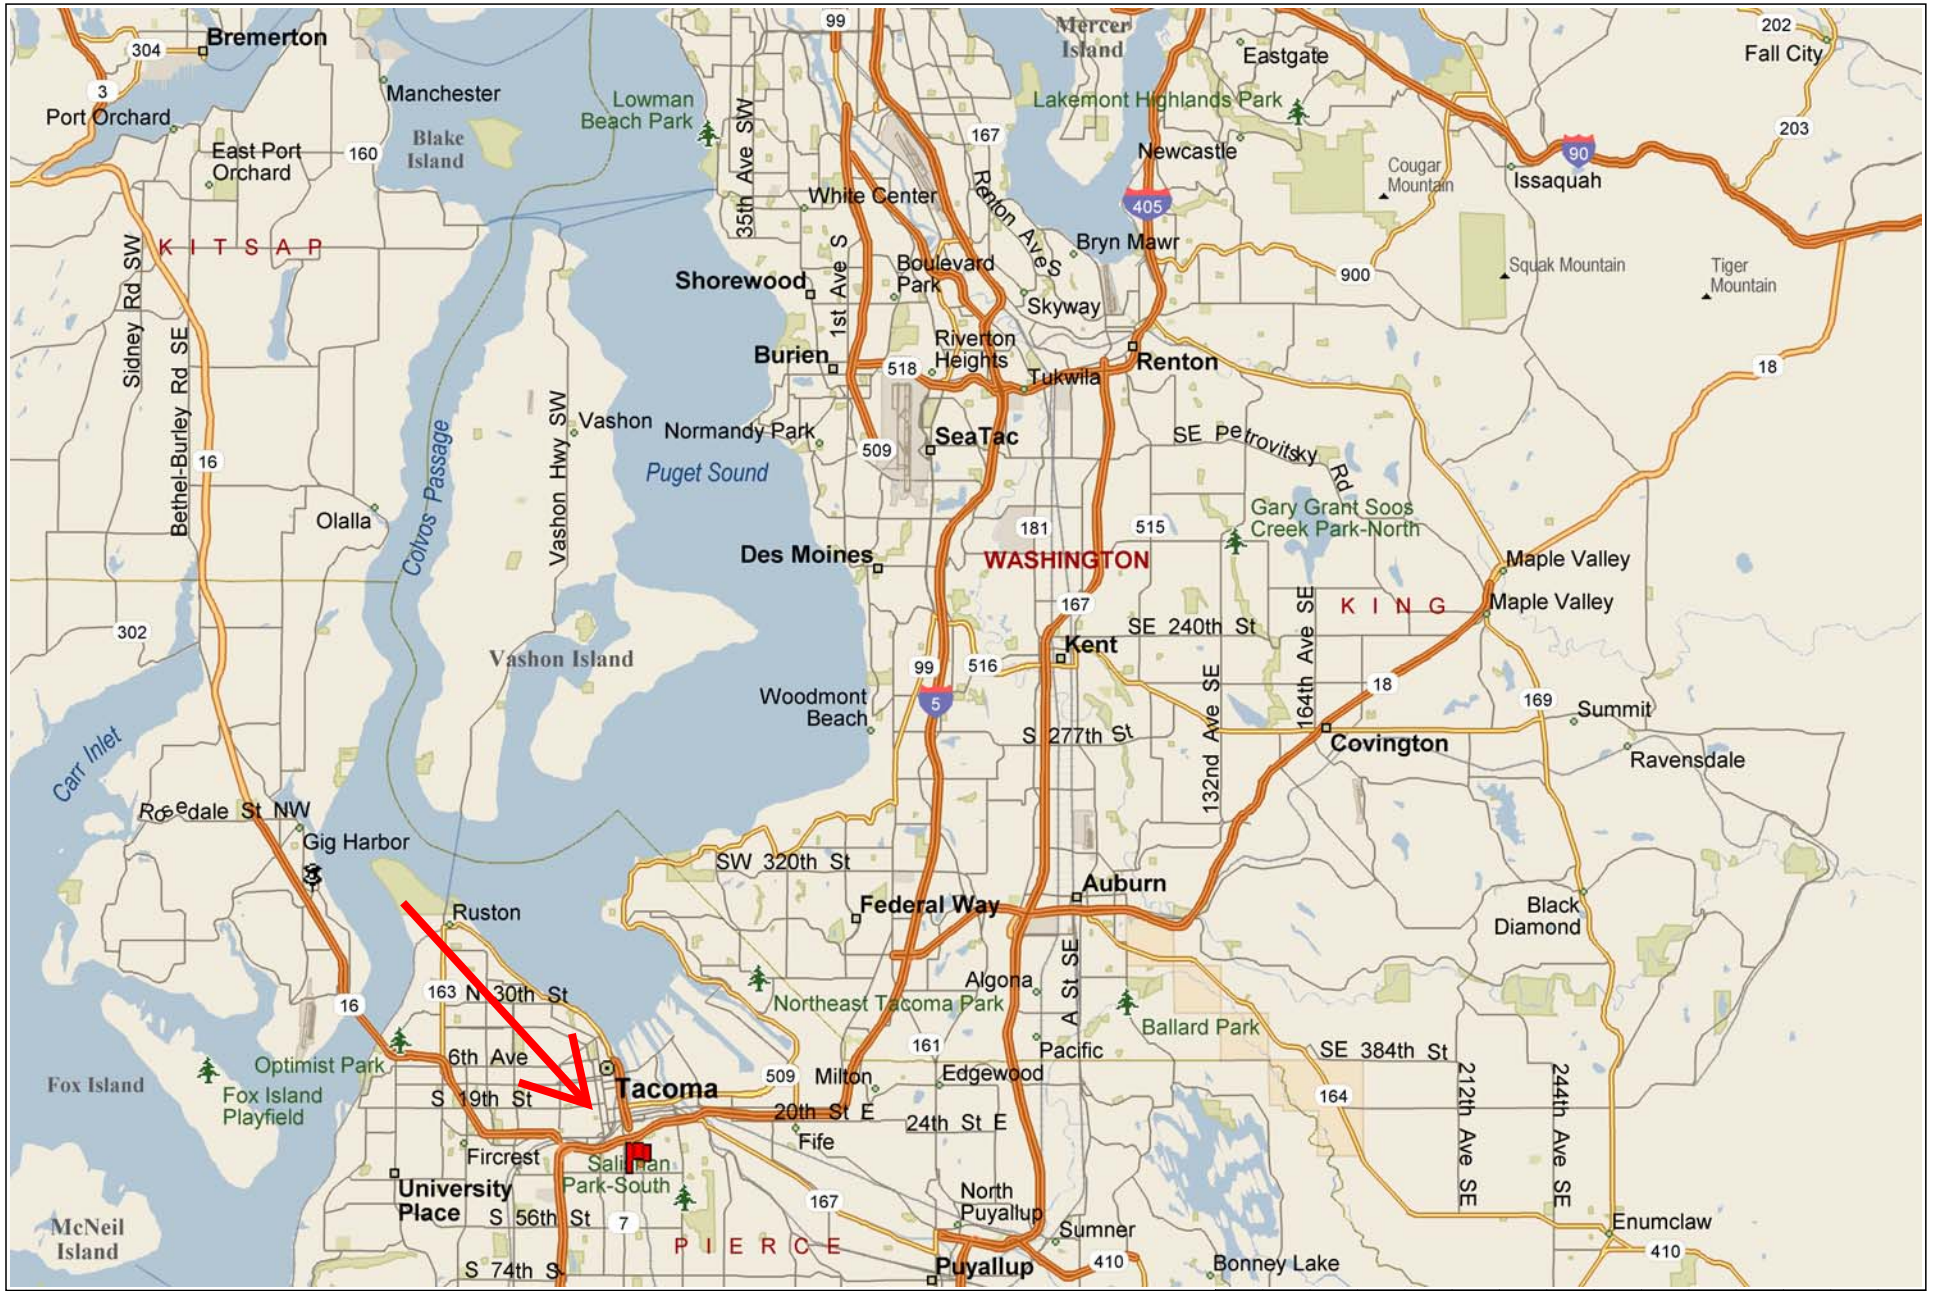 99
Mercer
Island
202
Bremerton
304
Eastgate
Fall City
3
Manchester
Lowman
Beach Park
Lakemont Highlands Park
Port Orchard
Blake
Island
35th Ave SW
167
203
East Port
Orchard
160
Newcastle
90
Cougar
Mountain
Issaquah
White Center
Renton Ave S
405
KITSAP
Sidney Rd SW
Bryn Mawr
Boulevard
Park
1st Ave S
Shorewood
900
Squak Mountain
Tiger
Mountain
Skyway
Bethel-Burley Rd SE
Riverton
Heights
Burien
518
Tukwila
Renton
18
Vashon Hwy SW
Vashon
Normandy Park
SeaTac
SE Petrovitsky Rd
509
16
Puget Sound
Colvos Passage
Olalla
181
515
Gary Grant Soos
Creek Park-North
Des Moines
WASHINGTON
Maple Valley
167
KING
Maple Valley
302
SE 240th St
164th Ave SE
Kent
Vashon Island
99
516
132nd Ave SE
18
5
Woodmont
Beach
169
Summit
S 277th St
Covington
Ravensdale
Carr Inlet
Rosedale St NW
Gig Harbor
SW 320th St
Auburn
Federal Way
Ruston
Black
Diamond
A St SE
Algona
163
N 30th St
16
Northeast Tacoma Park
Ballard Park
161
Pacific
SE 384th St
6th Ave
Optimist Park
Fox Island
Fox Island
Playfield
Tacoma
509
Milton
Edgewood
212th Ave SE
244th Ave SE
164
S 19th St
20th St E
24th St E
Fife
Fircrest
Salishan
Park-South
University
Place
167
North
Puyallup
S 56th St
7
Sumner
McNeil
Island
PIERCE
Enumclaw
410
410
Bonney Lake
S 74th S
Puyallup